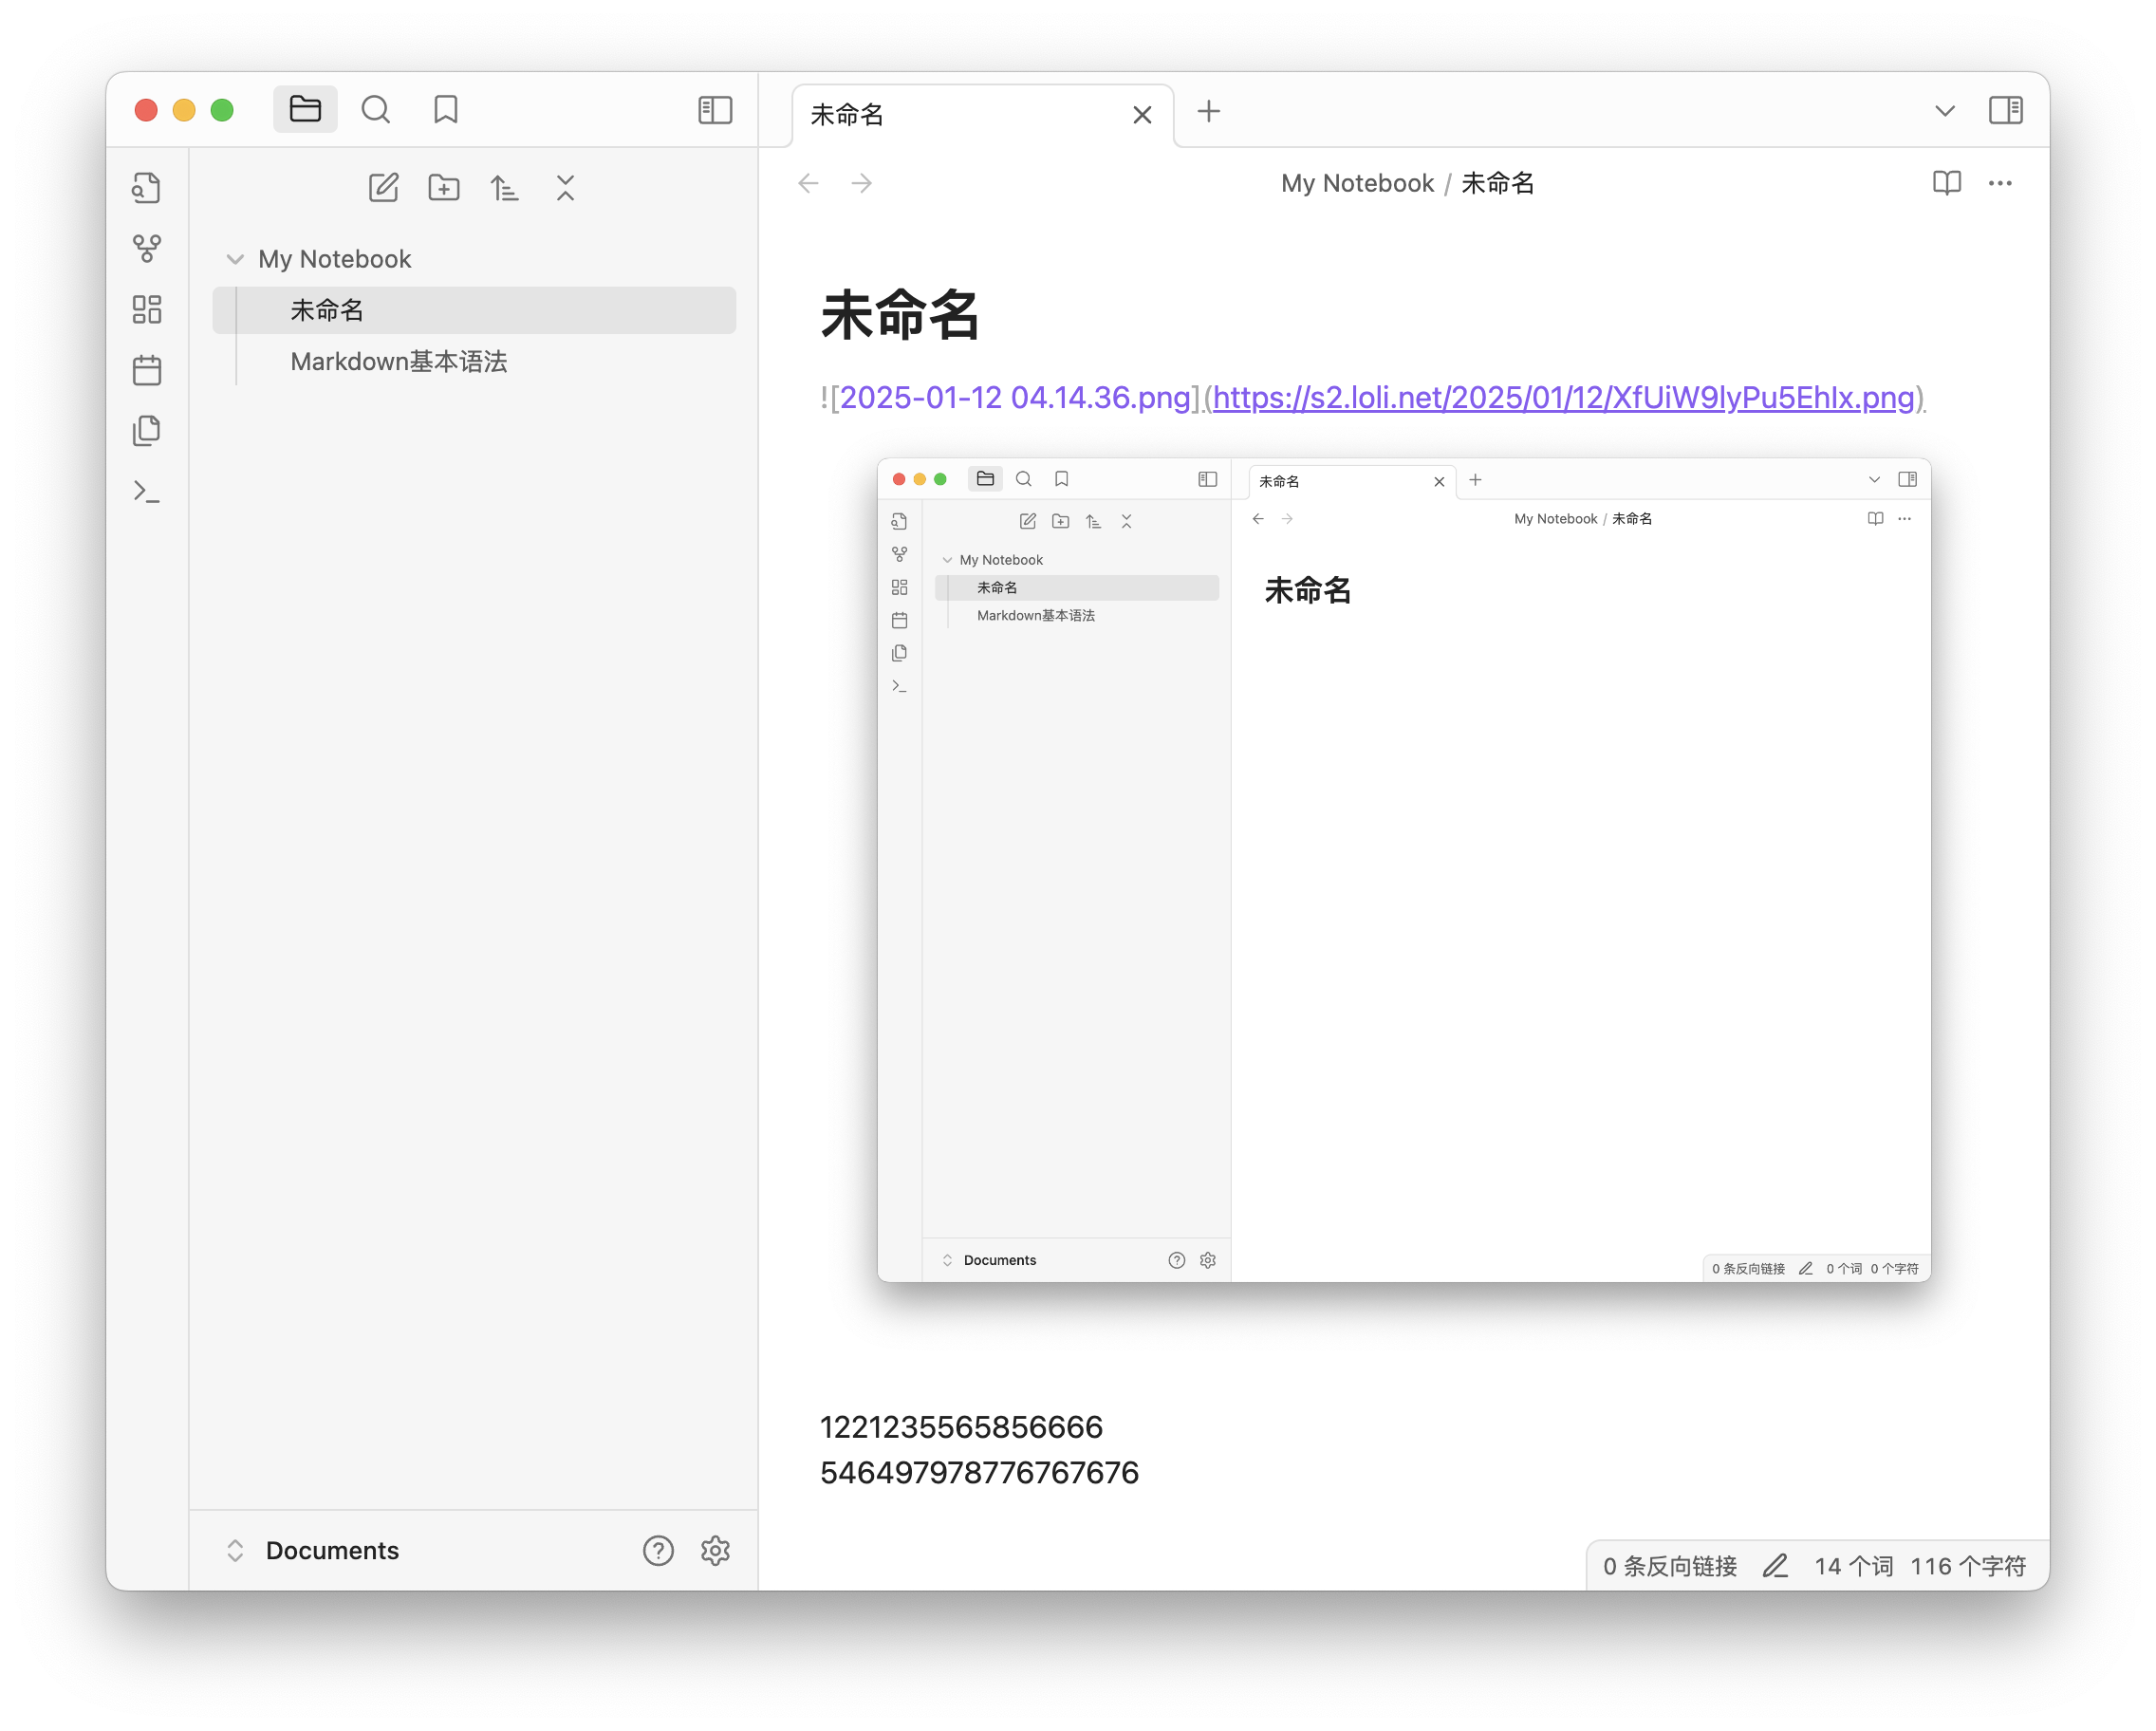 未命名
My Notebook / 未命名
My Notebook
未命名
Markdown基本语法
未命名
![2025-01-12 04.14.36.png](https://s2.loli.net/2025/01/12/XfUiW9lyPu5Ehlx.png)
未命名
My Notebook / 未命名
My Notebook
未命名
Markdown基本语法
未命名
Documents
0 条反向链接 0 个词 0 个字符
1221235565856666
546497978776767676
Documents
0 条反向链接 14 个词 116 个字符